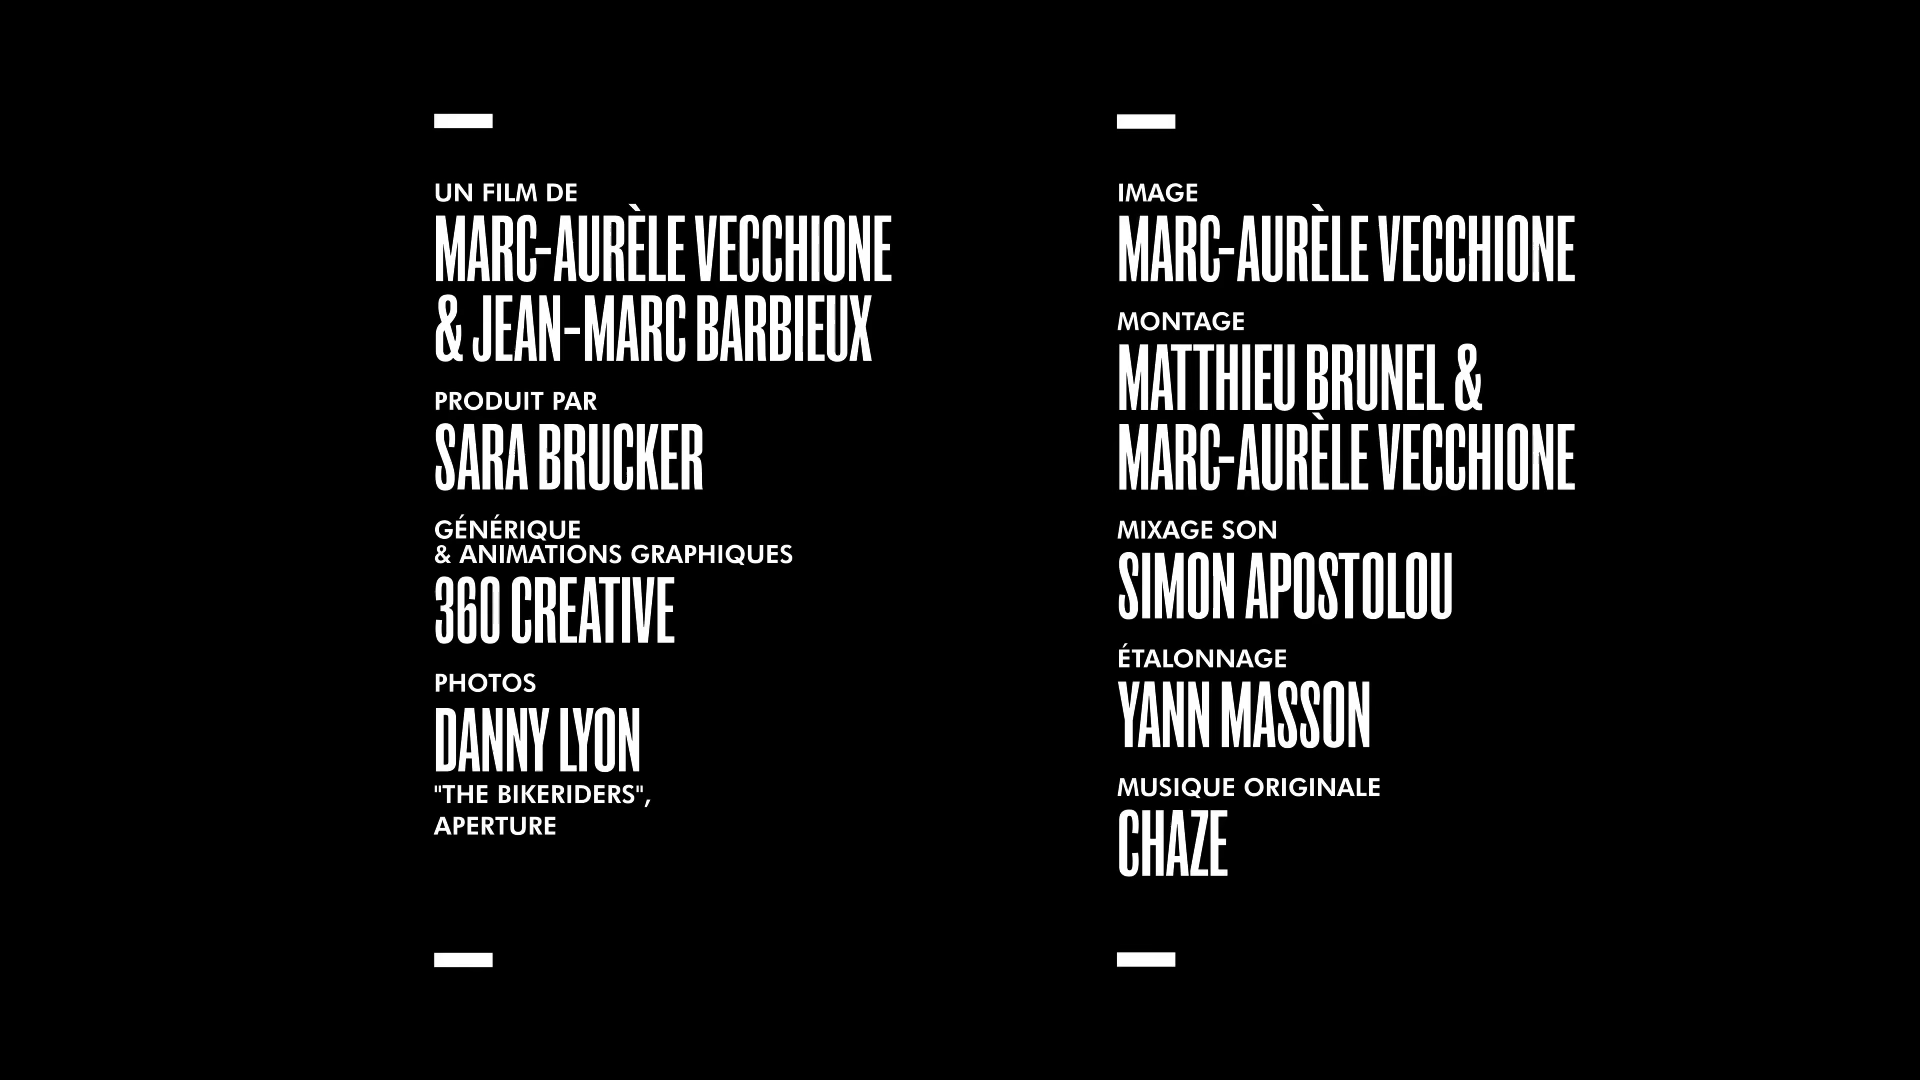 UN FILM DE
MARC-AURÈLE VECCHIONE
& JEAN-MARC BARBIEUX
PRODUIT PAR
SARA BRUCKER
GÉNÉRIQUE
& ANIMATIONS GRAPHIQUES
360 CREATIVE
PHOTOS
DANNY LYON
"THE BIKERIDERS",
APERTURE
IMAGE
MARC-AURÈLE VECCHIONE
MONTAGE
MATTHIEU BRUNEL &
MARC-AURÈLE VECCHIONE
MIXAGE SON
SIMON APOSTOLOU
ÉTALONNAGE
YANN MASSON
MUSIQUE ORIGINALE
CHAZE